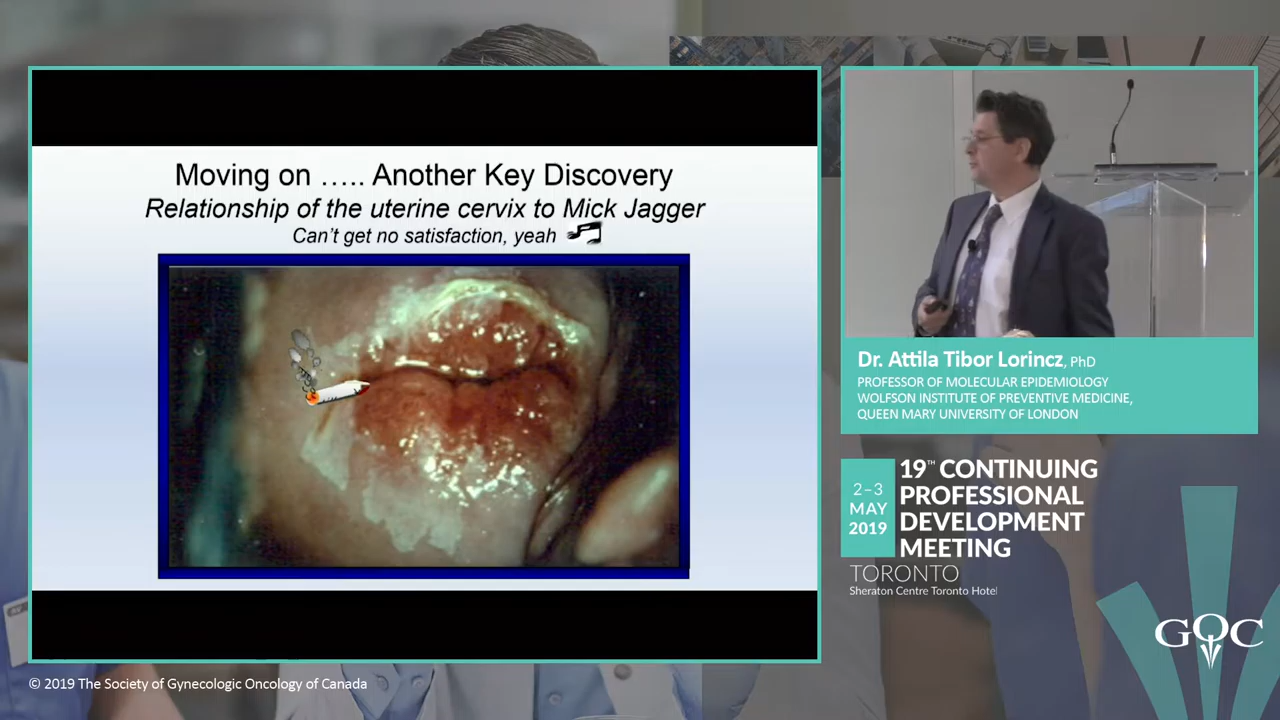 Moving on ….. Another Key Discovery
Relationship of the uterine cervix to Mick Jagger
Can't get no satisfaction, yeah
Dr. Attila Tibor Lorincz, PhD
PROFESSOR OF MOLECULAR EPIDEMIOLOGY
WOLFSON INSTITUTE OF PREVENTIVE MEDICINE,
QUEEN MARY UNIVERSITY OF LONDON
2–3
MAY
2019
19TH CONTINUING
PROFESSIONAL
DEVELOPMENT
MEETING
TORONTO
Sheraton Centre Toronto Hotel
GOC
© 2019 The Society of Gynecologic Oncology of Canada